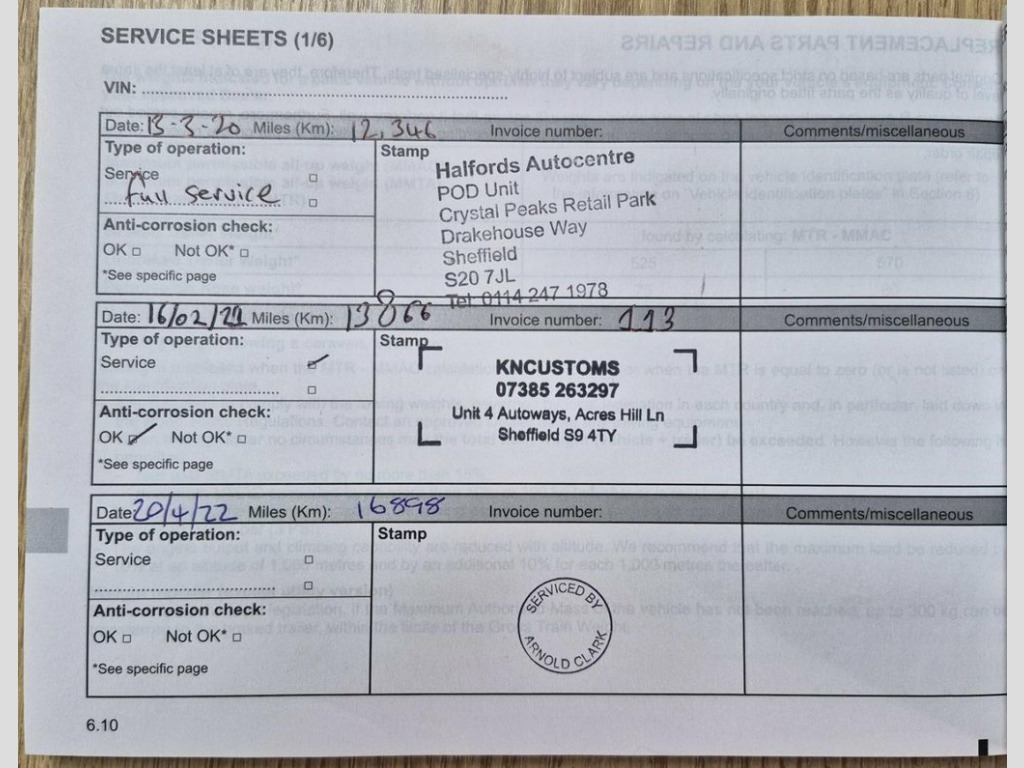 SERVICE SHEETS (1/6)
VIN:
Date: 13-3-20 Miles (Km): 12,346 Invoice number: Comments/miscellaneous
Type of operation: Stamp
Service
full service
Anti-corrosion check:
OK Not OK*
*See specific page
Halfords Autocentre
POD Unit
Crystal Peaks Retail Park
Drakehouse Way
Sheffield
S20 7JL
Tel: 0114 247 1978
Date: 16/02/21 Miles (Km): 13866 Invoice number: 113 Comments/miscellaneous
Type of operation: Stamp
Service
Anti-corrosion check:
OK Not OK*
*See specific page
KNCUSTOMS
07385 263297
Unit 4 Autoways, Acres Hill Ln
Sheffield S9 4TY
Date 20/4/22 Miles (Km): 16898 Invoice number: Comments/miscellaneous
Type of operation: Stamp
Service
Anti-corrosion check:
OK Not OK*
*See specific page
SERVICED BY
ARNOLD CLARK
6.10